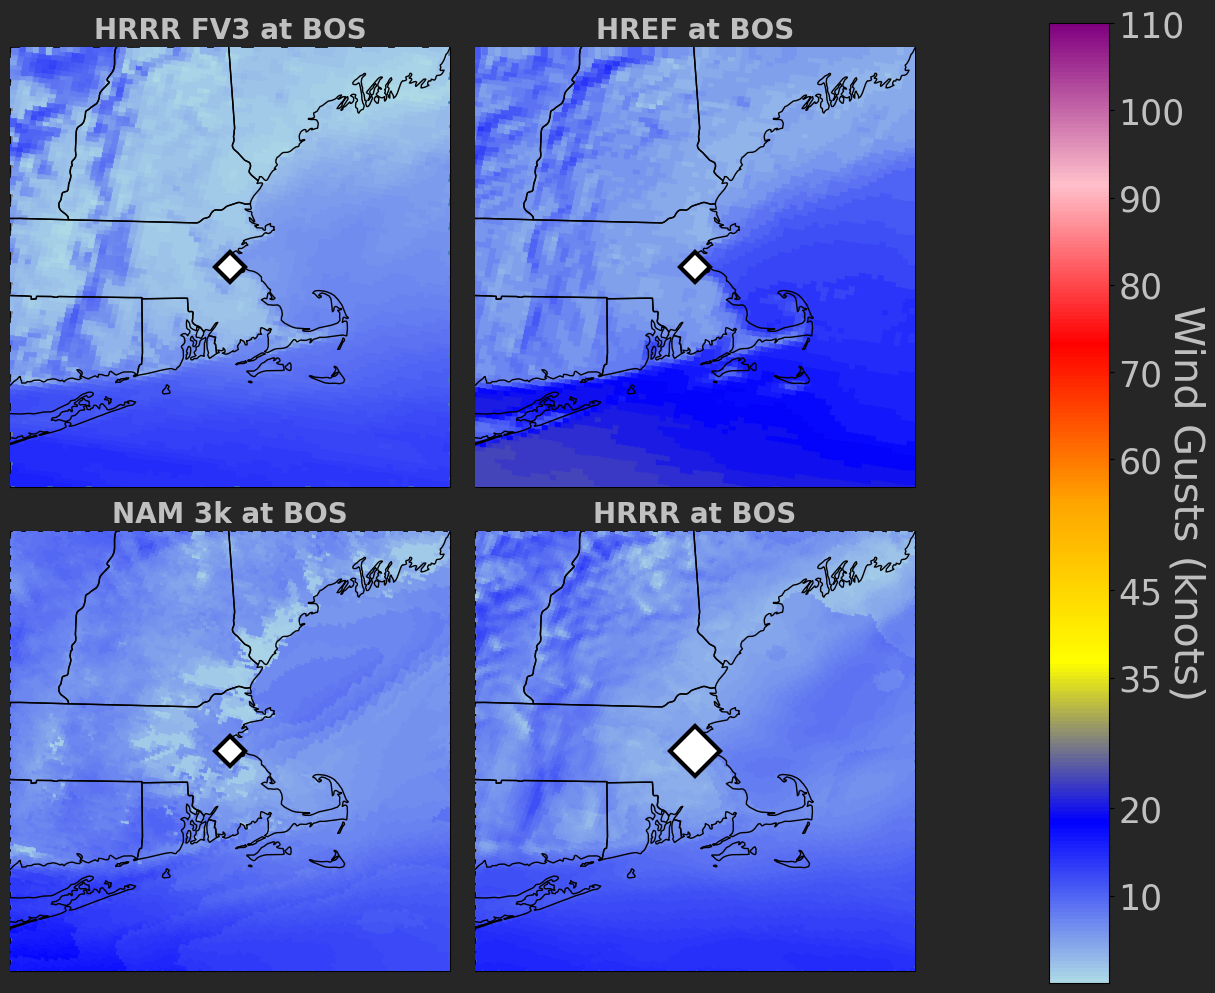 HRRR FV3 at BOS
HREF at BOS
NAM 3k at BOS
HRRR at BOS
110
100
90
80
70
60
45
35
20
10
Wind Gusts (knots)